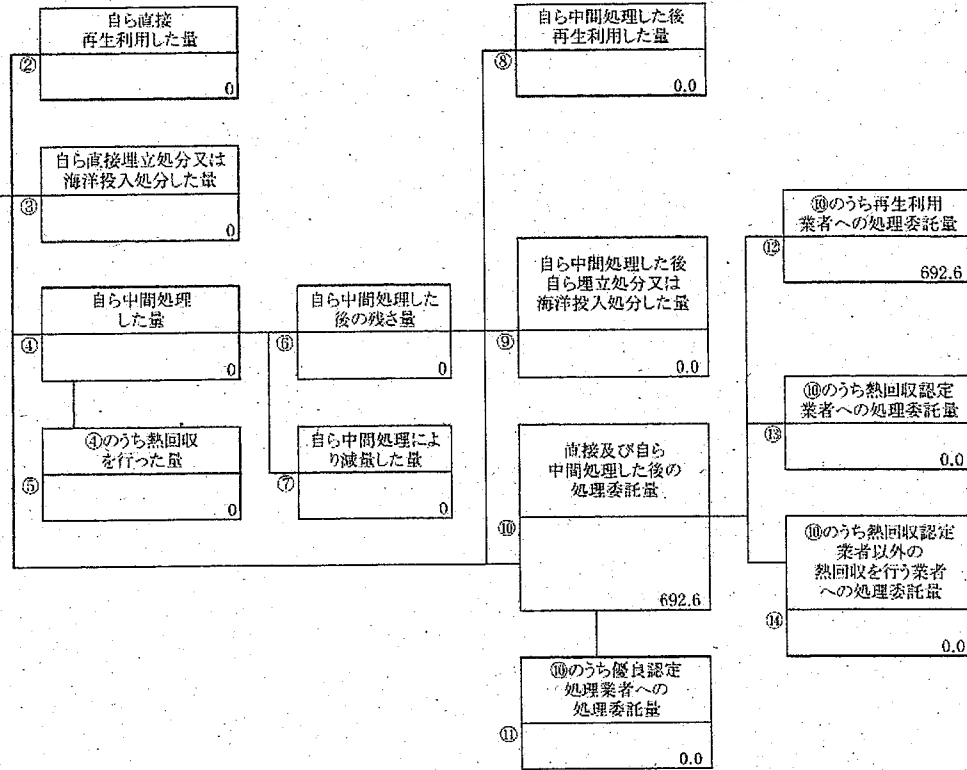 自ら直接
再生利用した量
②
0
自ら直接埋立処分又は
海洋投入処分した量
③
0
自ら中間処理
した量
④
0
④のうち熱回収
を行った量
⑤
0
自ら中間処理した
後の残さ量
⑥
0
自ら中間処理によ
り減量した量
⑦
0
自ら中間処理した後
再生利用した量
⑧
0.0
自ら中間処理した後
自ら埋立処分又は
海洋投入処分した量
⑨
0.0
直接及び自ら
中間処理した後の
処理委託量
⑩
692.6
⑩のうち優良認定
処理業者への
処理委託量
⑪
0.0
⑩のうち再生利用
業者への処理委託量
⑫
692.6
⑩のうち熱回収認定
業者への処理委託量
⑬
0.0
⑩のうち熱回収認定
業者以外の
熱回収を行う業者
への処理委託量
⑭
0.0